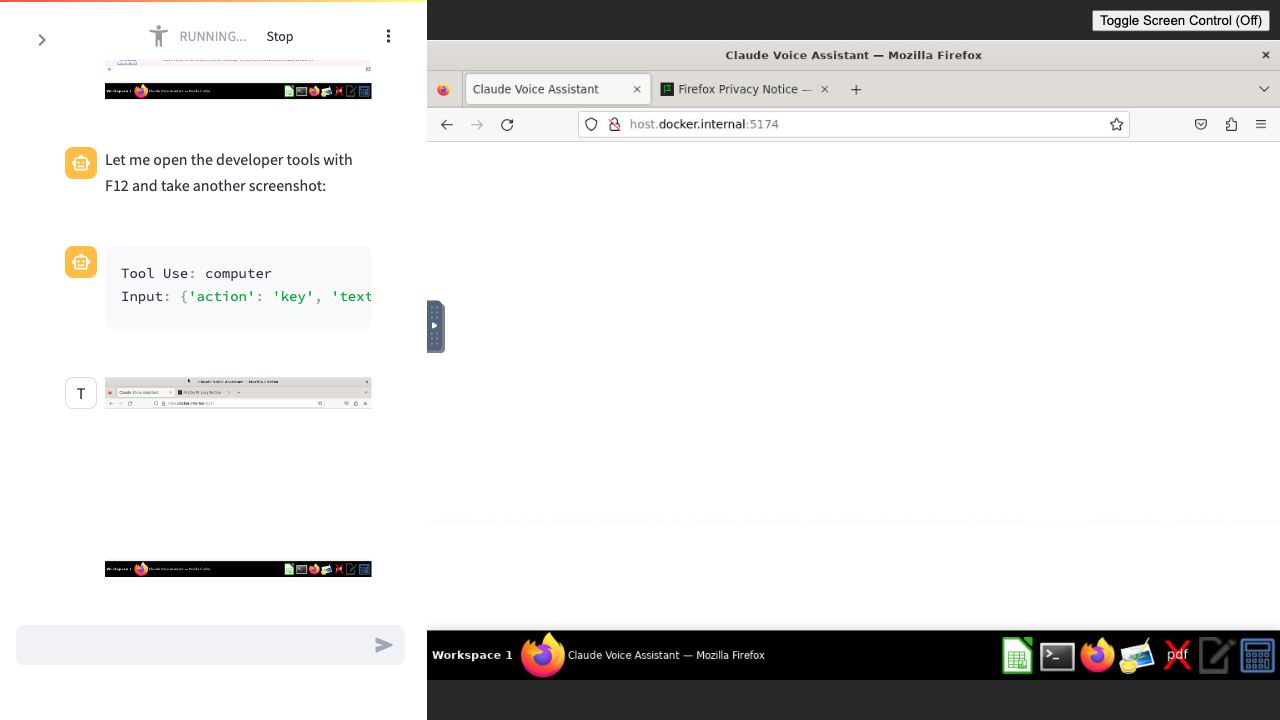 RUNNING...
Stop
Let me open the developer tools with
F12 and take another screenshot:
Tool Use: computer
Input: {'action': 'key', 'text
T
Toggle Screen Control (Off)
Claude Voice Assistant — Mozilla Firefox
Claude Voice Assistant
Firefox Privacy Notice —
host.docker.internal:5174
Workspace 1
Claude Voice Assistant — Mozilla Firefox
pdf